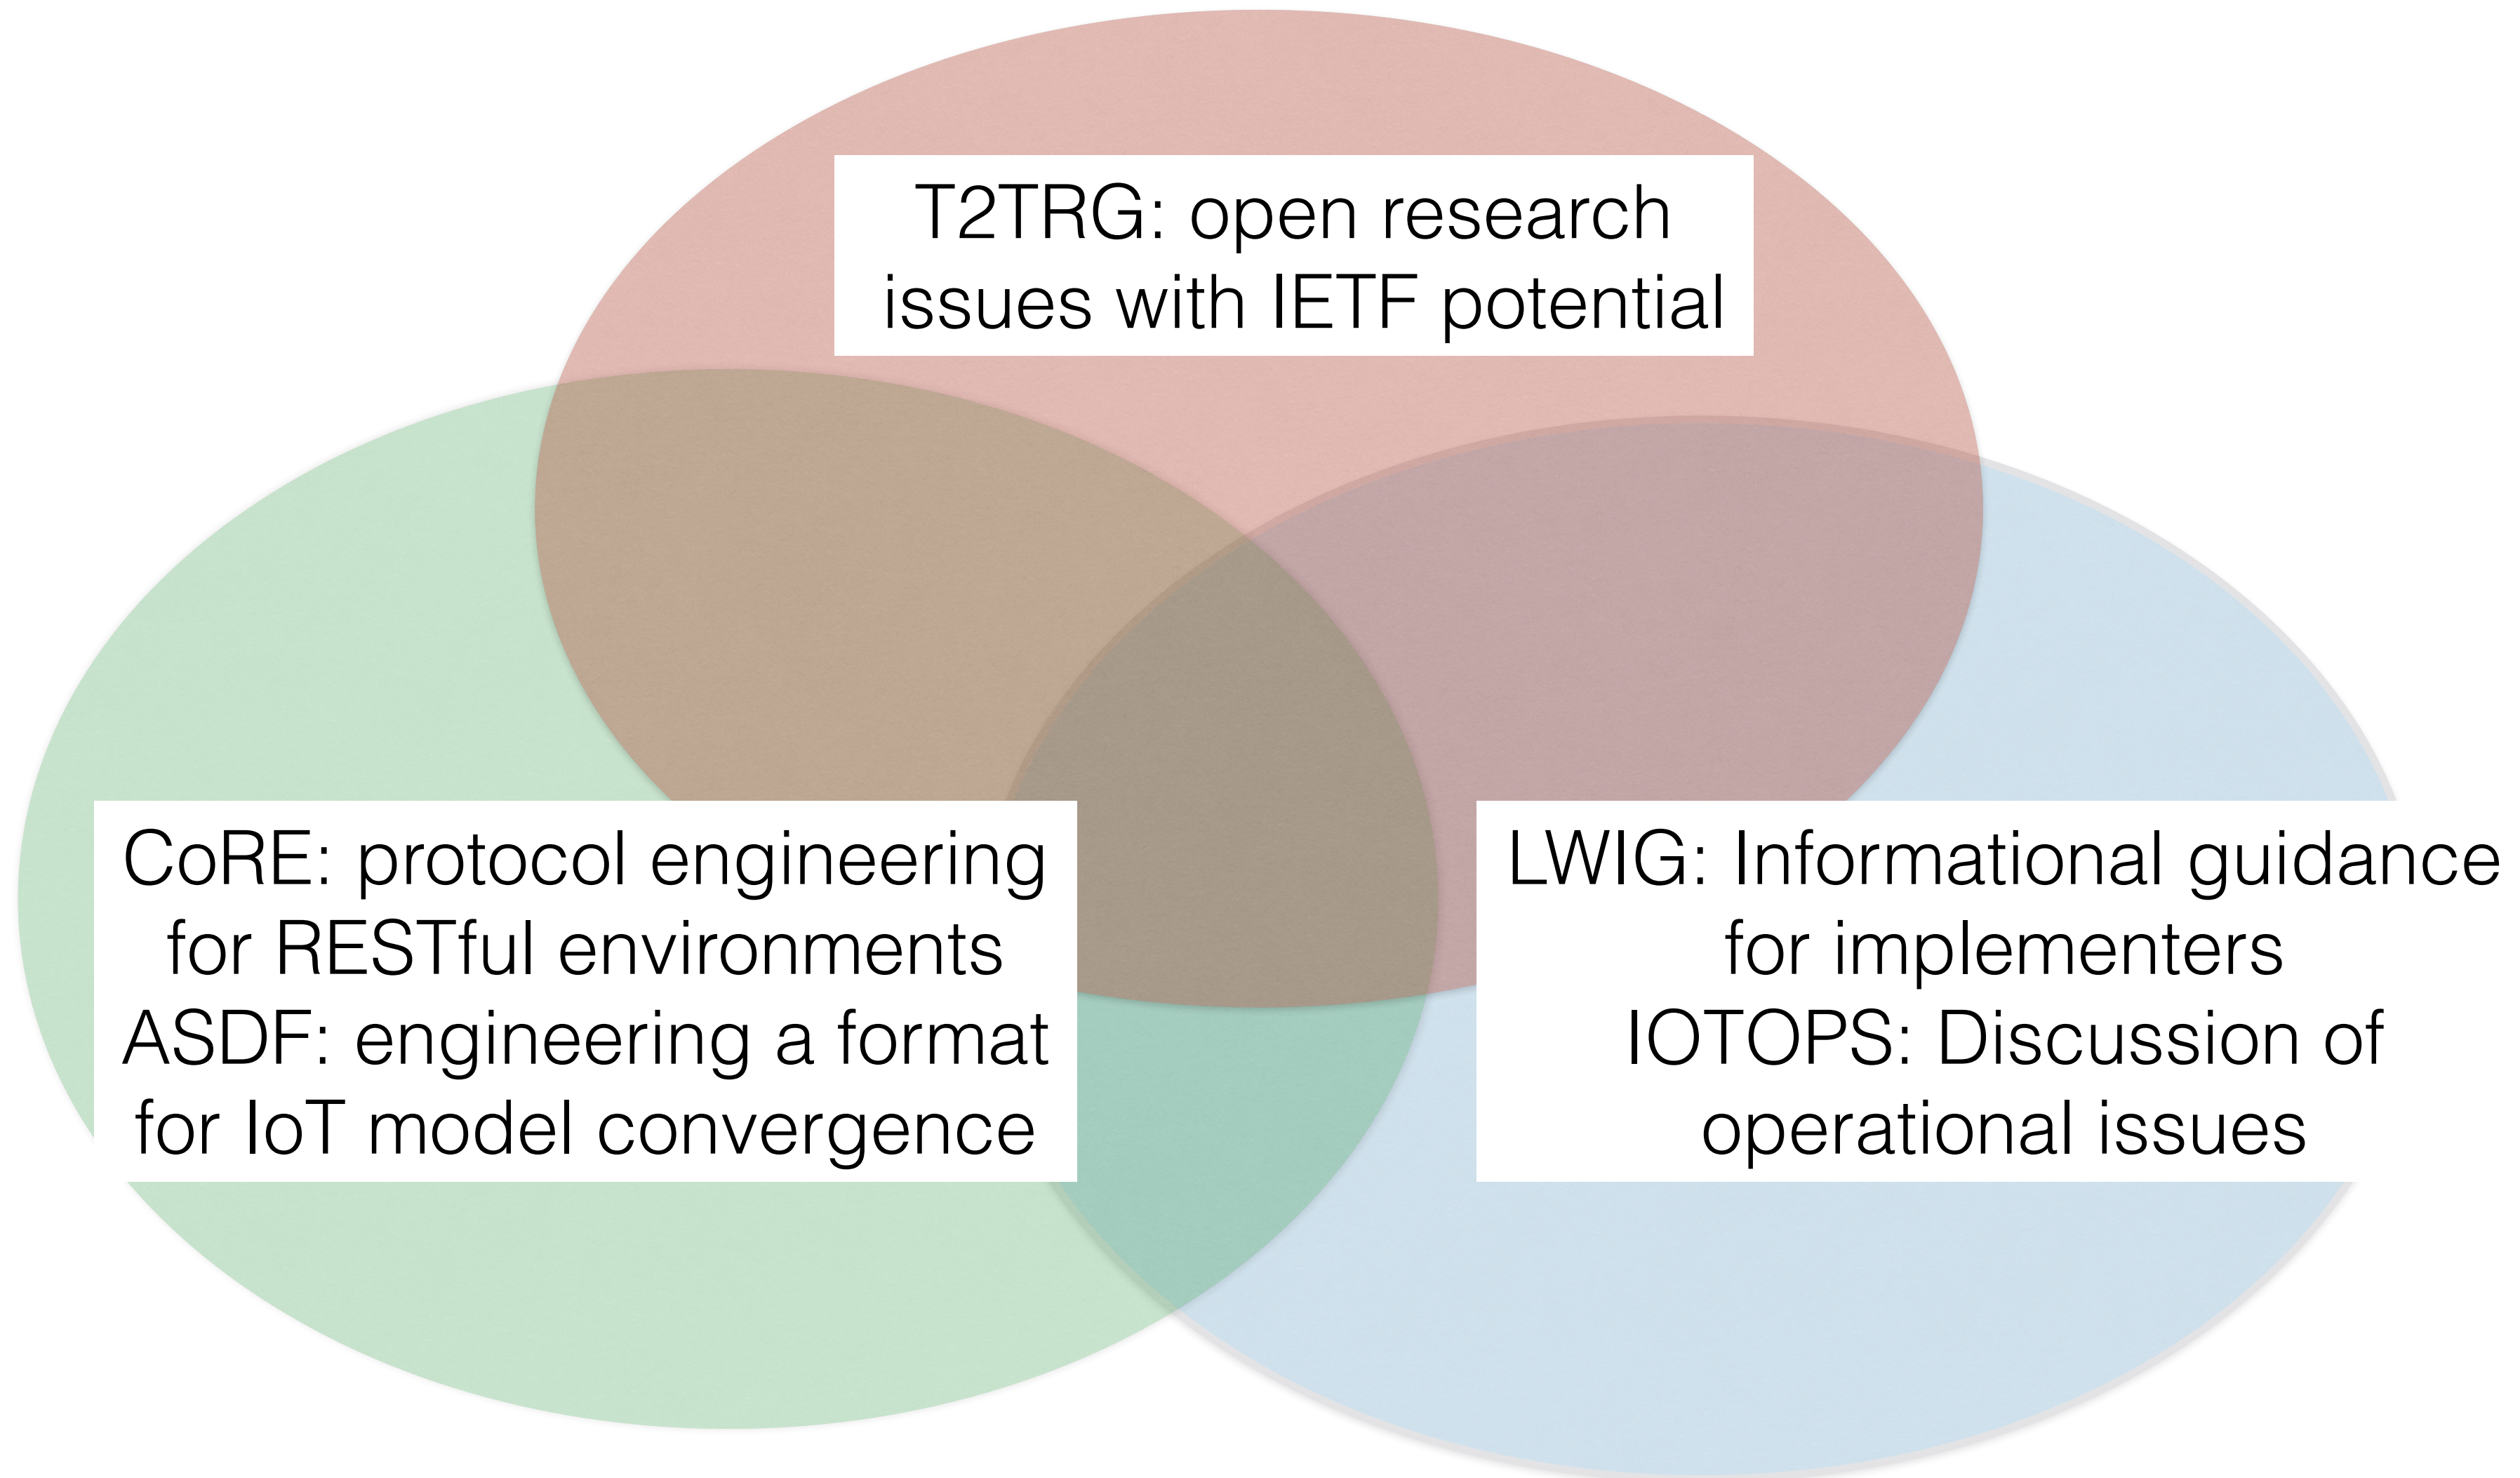 T2TRG: open research
issues with IETF potential
CoRE: protocol engineering
for RESTful environments
ASDF: engineering a format
for IoT model convergence
LWIG: Informational guidance
for implementers
IOTOPS: Discussion of
operational issues